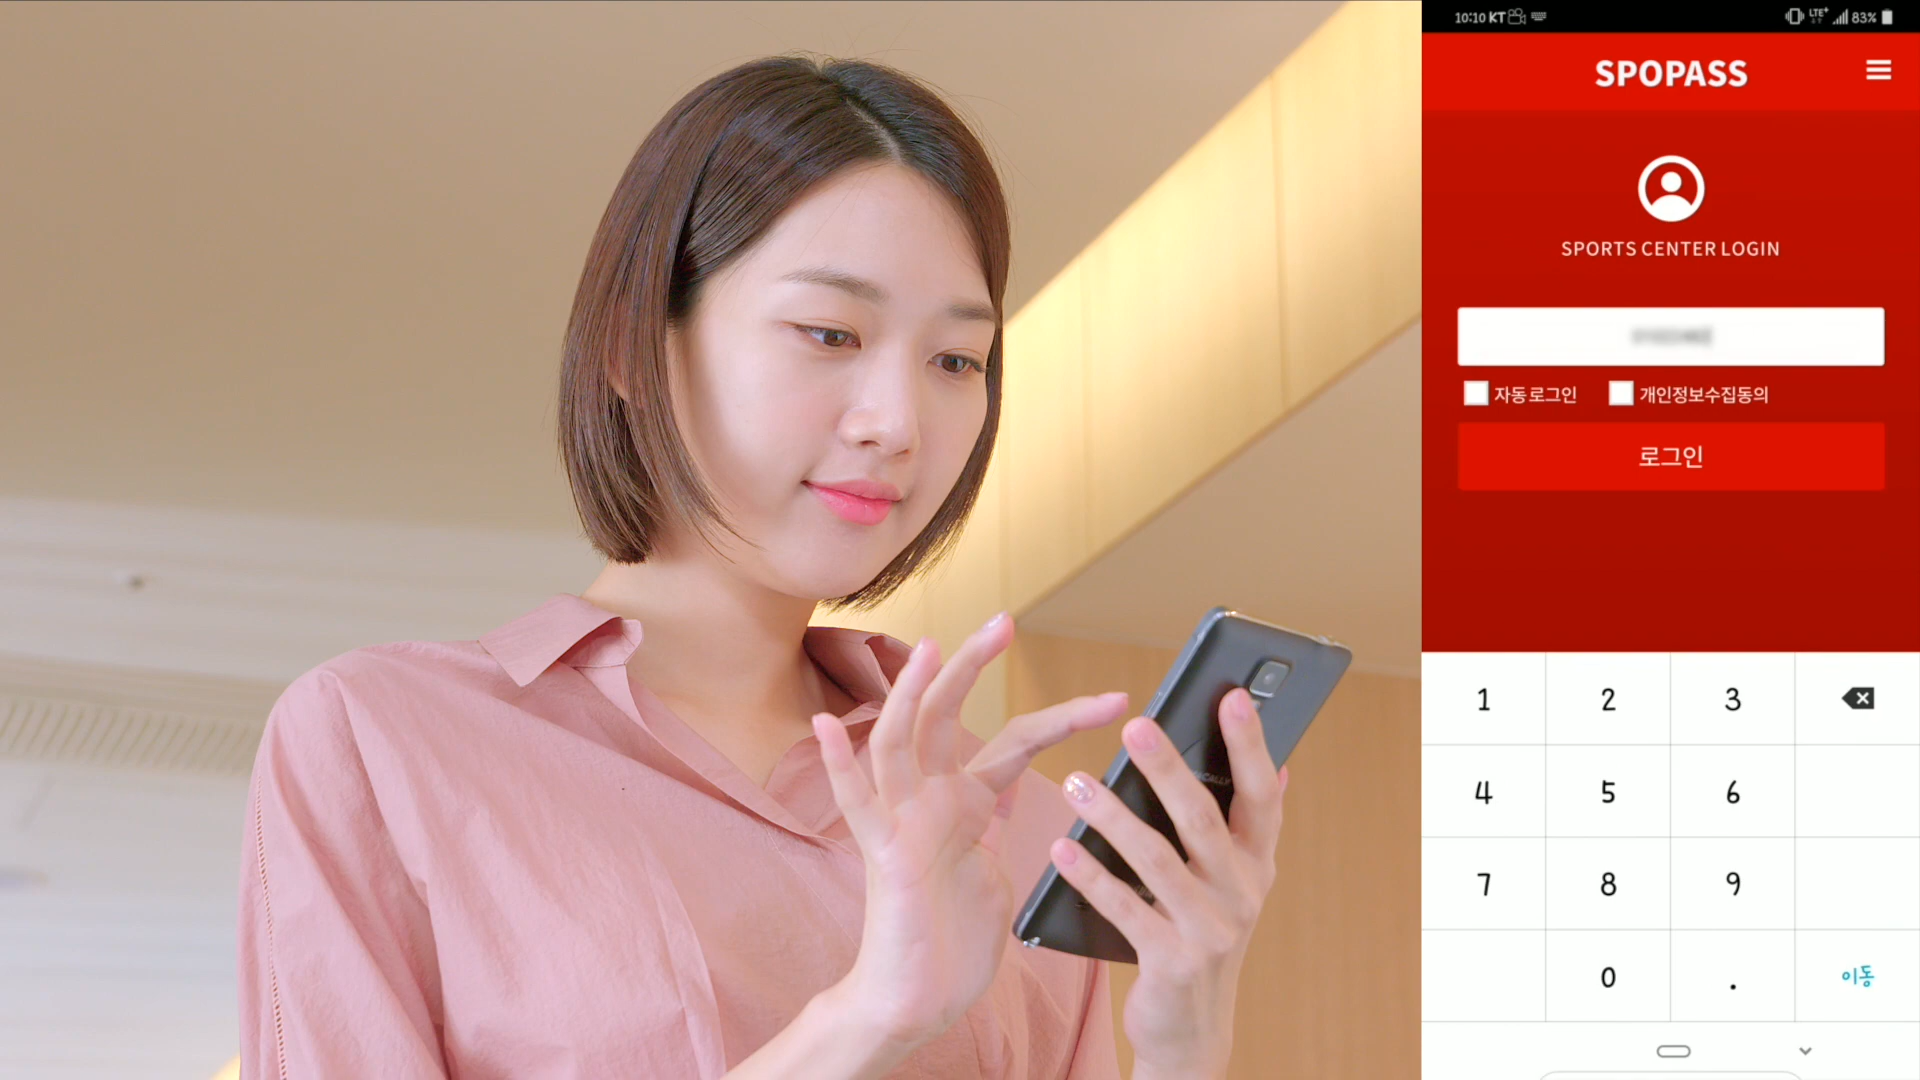 10:10 KT
LTE+ 83%
SPOPASS
SPORTS CENTER LOGIN
자동로그인 개인정보수집동의
로그인
1 2 3
4 5 6
7 8 9
0 . 이동